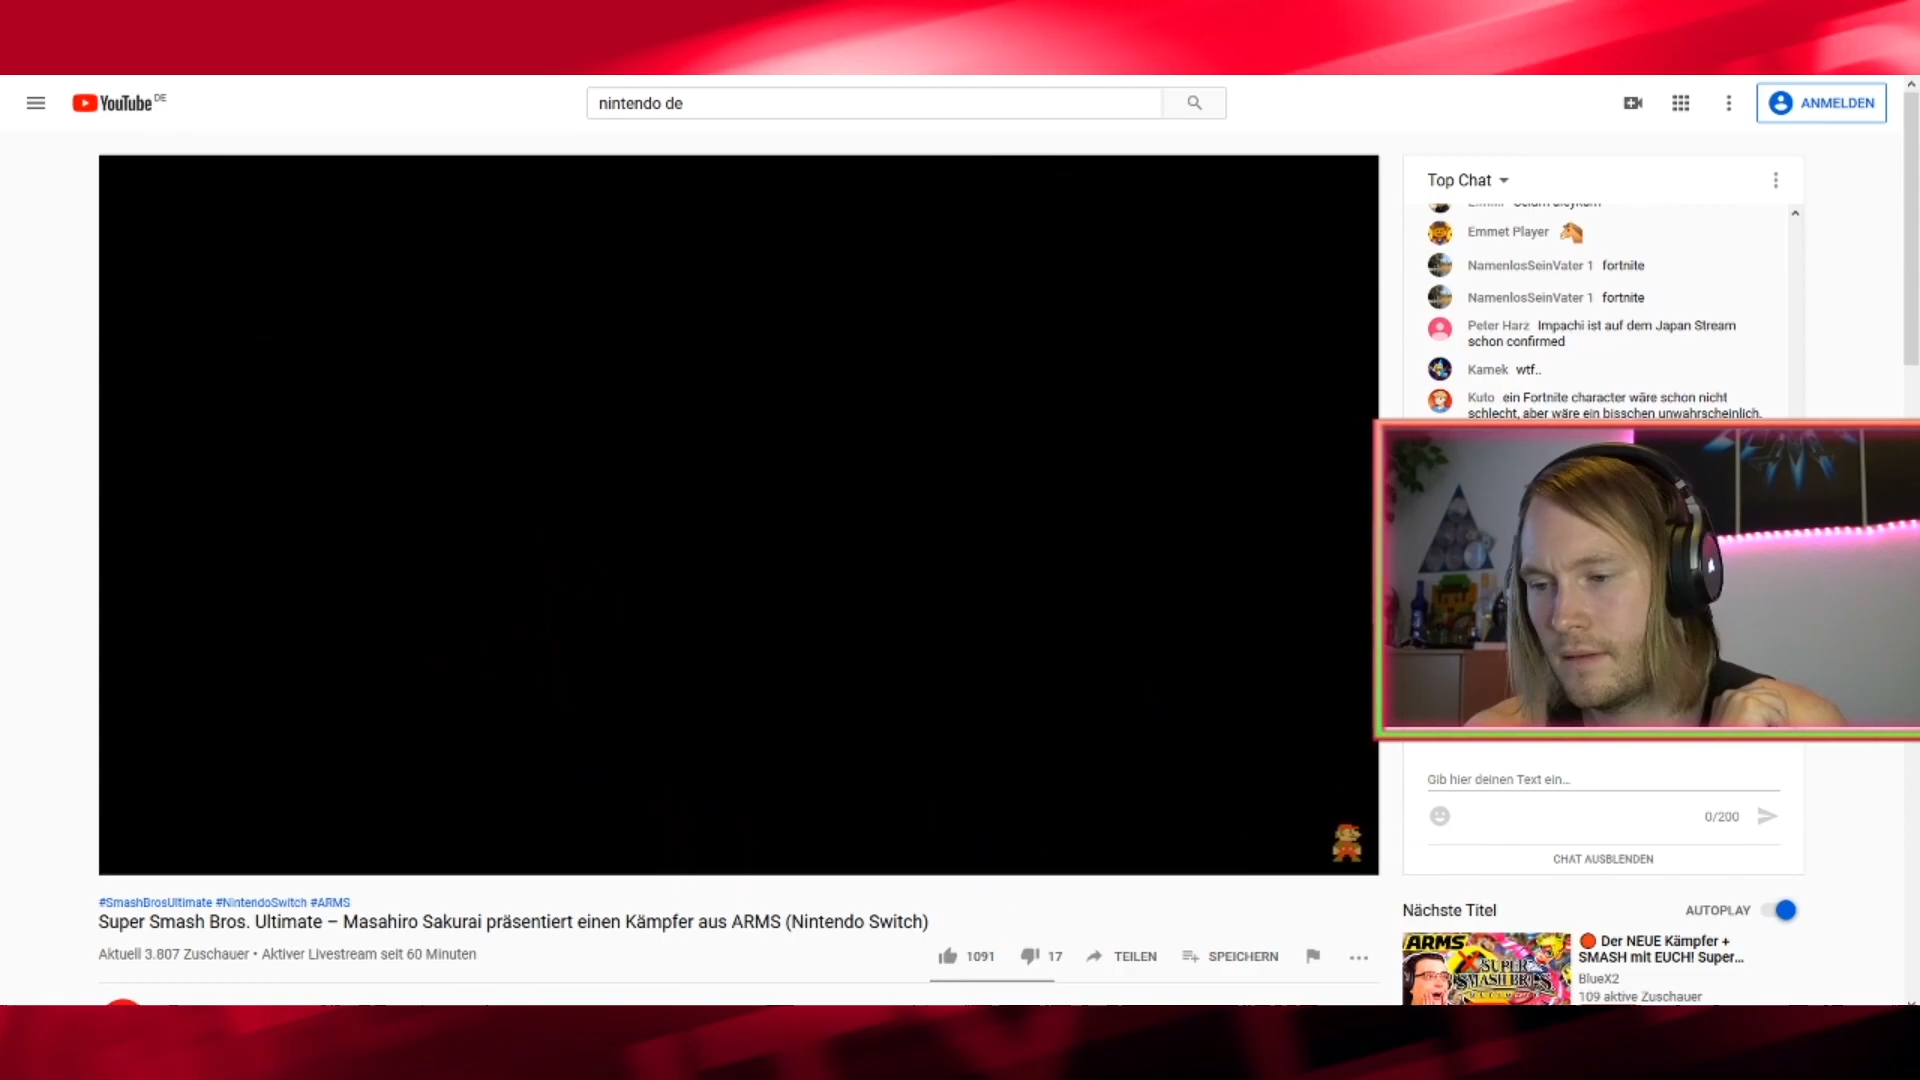 YouTube DE
nintendo de
ANMELDEN
Top Chat
Emmet Player
NamenlosSeinVater 1 fortnite
NamenlosSeinVater 1 fortnite
Peter Harz Impachi ist auf dem Japan Stream
schon confirmed
Kamek wtf..
Kuto ein Fortnite character wäre schon nicht
schlecht, aber wäre ein bisschen unwahrscheinlich.
Gib hier deinen Text ein...
0/200
CHAT AUSBLENDEN
#SmashBrosUltimate #NintendoSwitch #ARMS
Super Smash Bros. Ultimate – Masahiro Sakurai präsentiert einen Kämpfer aus ARMS (Nintendo Switch)
Aktuell 3.807 Zuschauer • Aktiver Livestream seit 60 Minuten
1091 17 TEILEN SPEICHERN
Nächste Titel AUTOPLAY
ARMS
SUPER
SMASH BROS.
ULTIMATE
Der NEUE Kämpfer +
SMASH mit EUCH! Super...
BlueX2
109 aktive Zuschauer